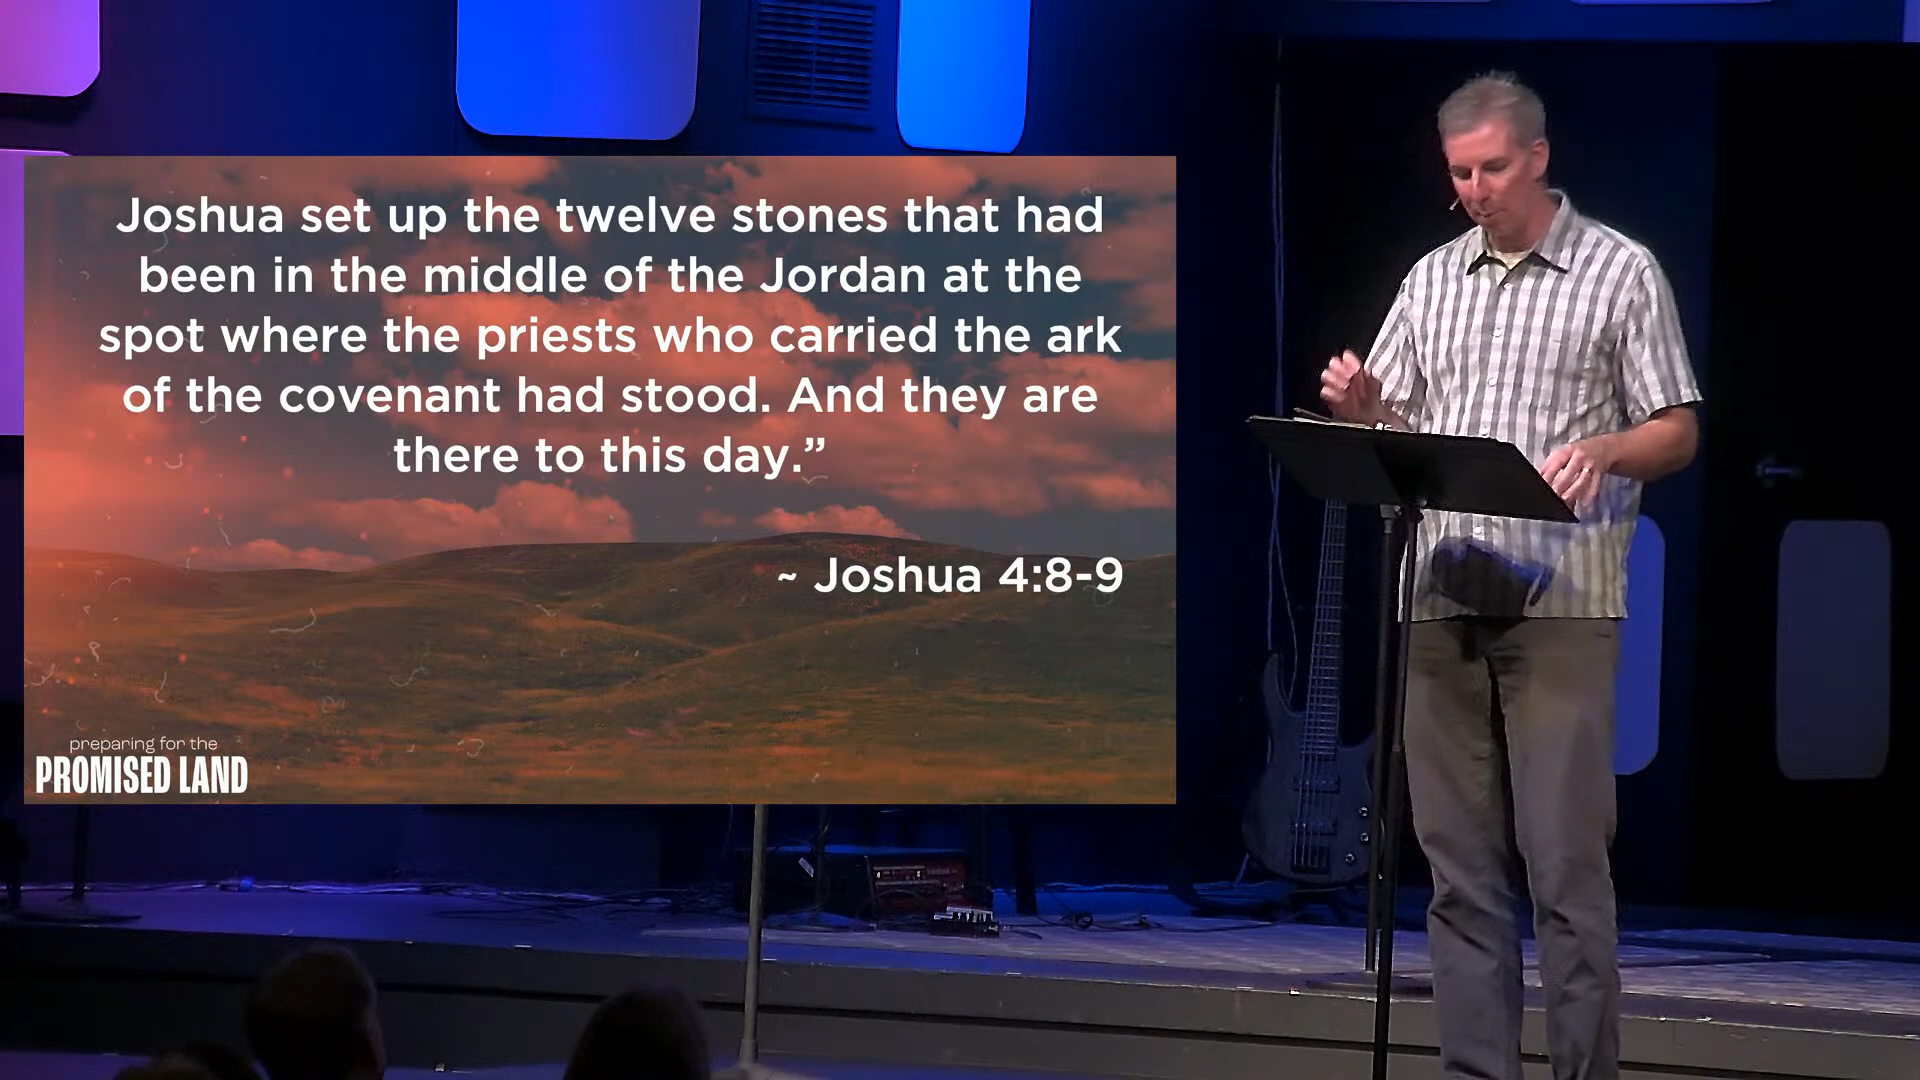 Joshua set up the twelve stones that had
been in the middle of the Jordan at the
spot where the priests who carried the ark
of the covenant had stood. And they are
there to this day.”
~ Joshua 4:8-9
preparing for the
PROMISED LAND